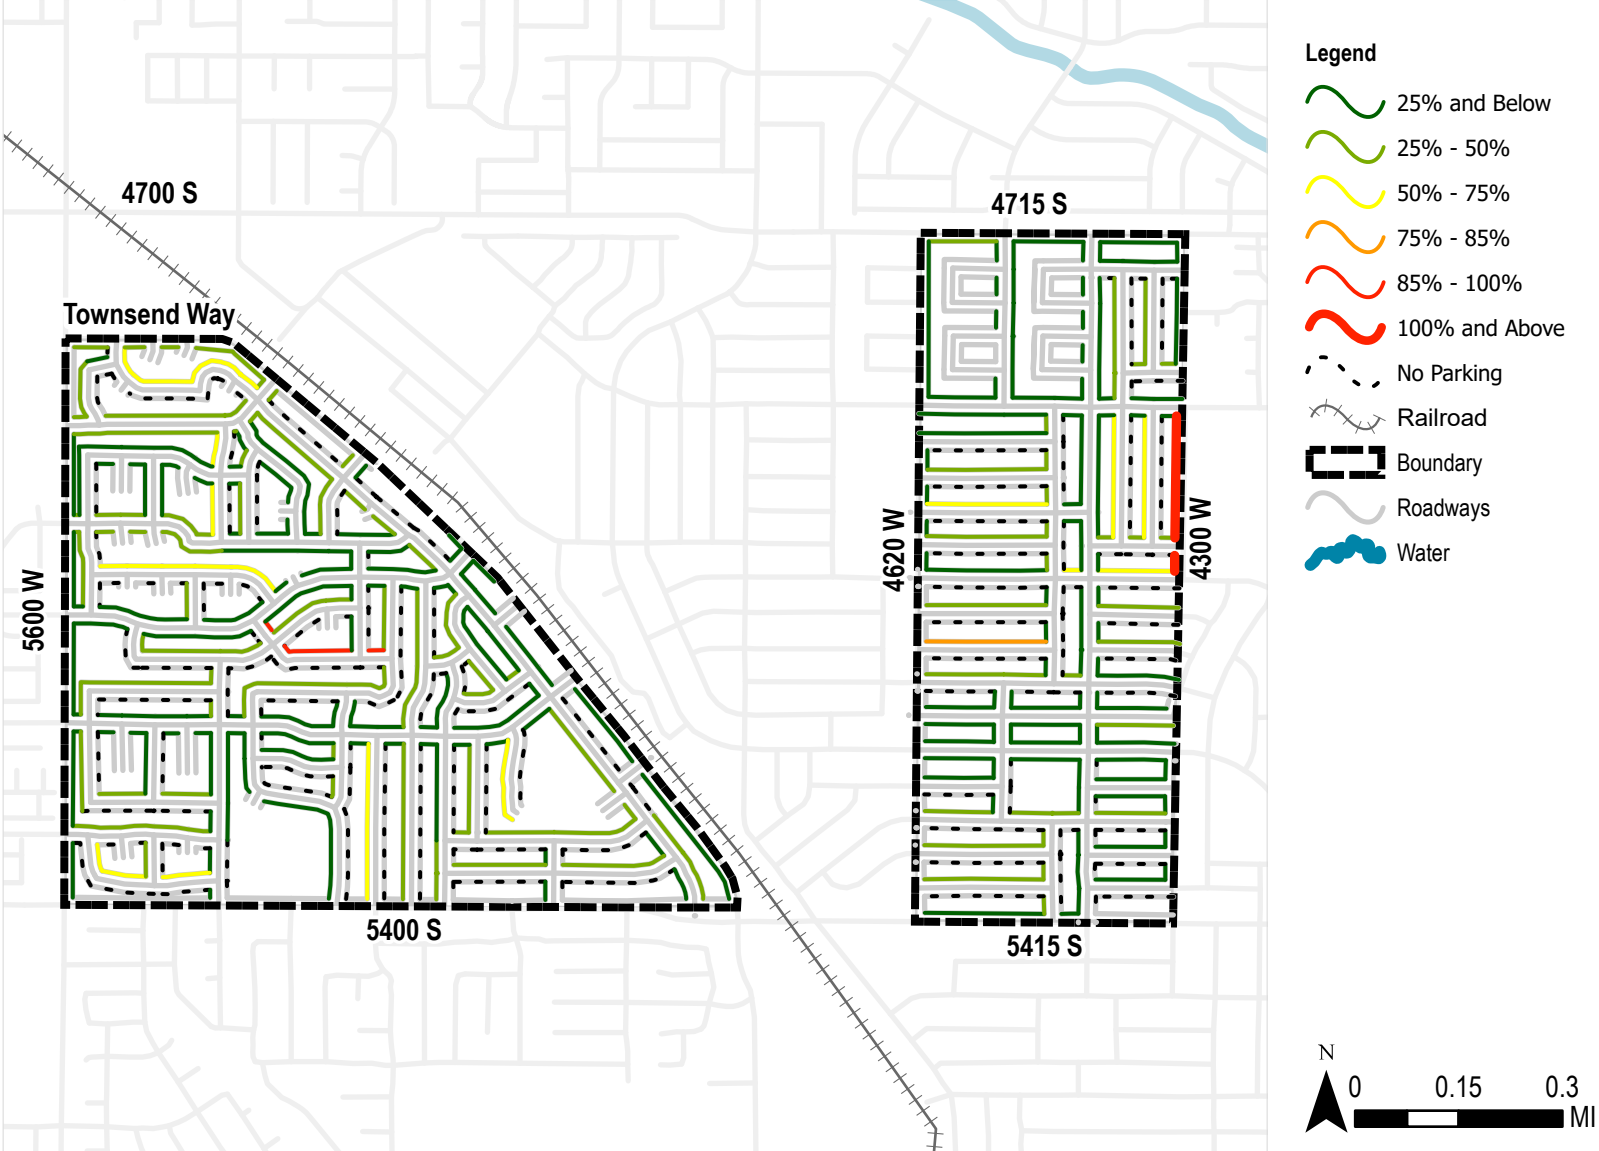 4700 S
4715 S
Townsend Way
5600 W
4620 W
4300 W
5400 S
5415 S
Legend
25% and Below
25% - 50%
50% - 75%
75% - 85%
85% - 100%
100% and Above
No Parking
Railroad
Boundary
Roadways
Water
N
0 0.15 0.3
MI